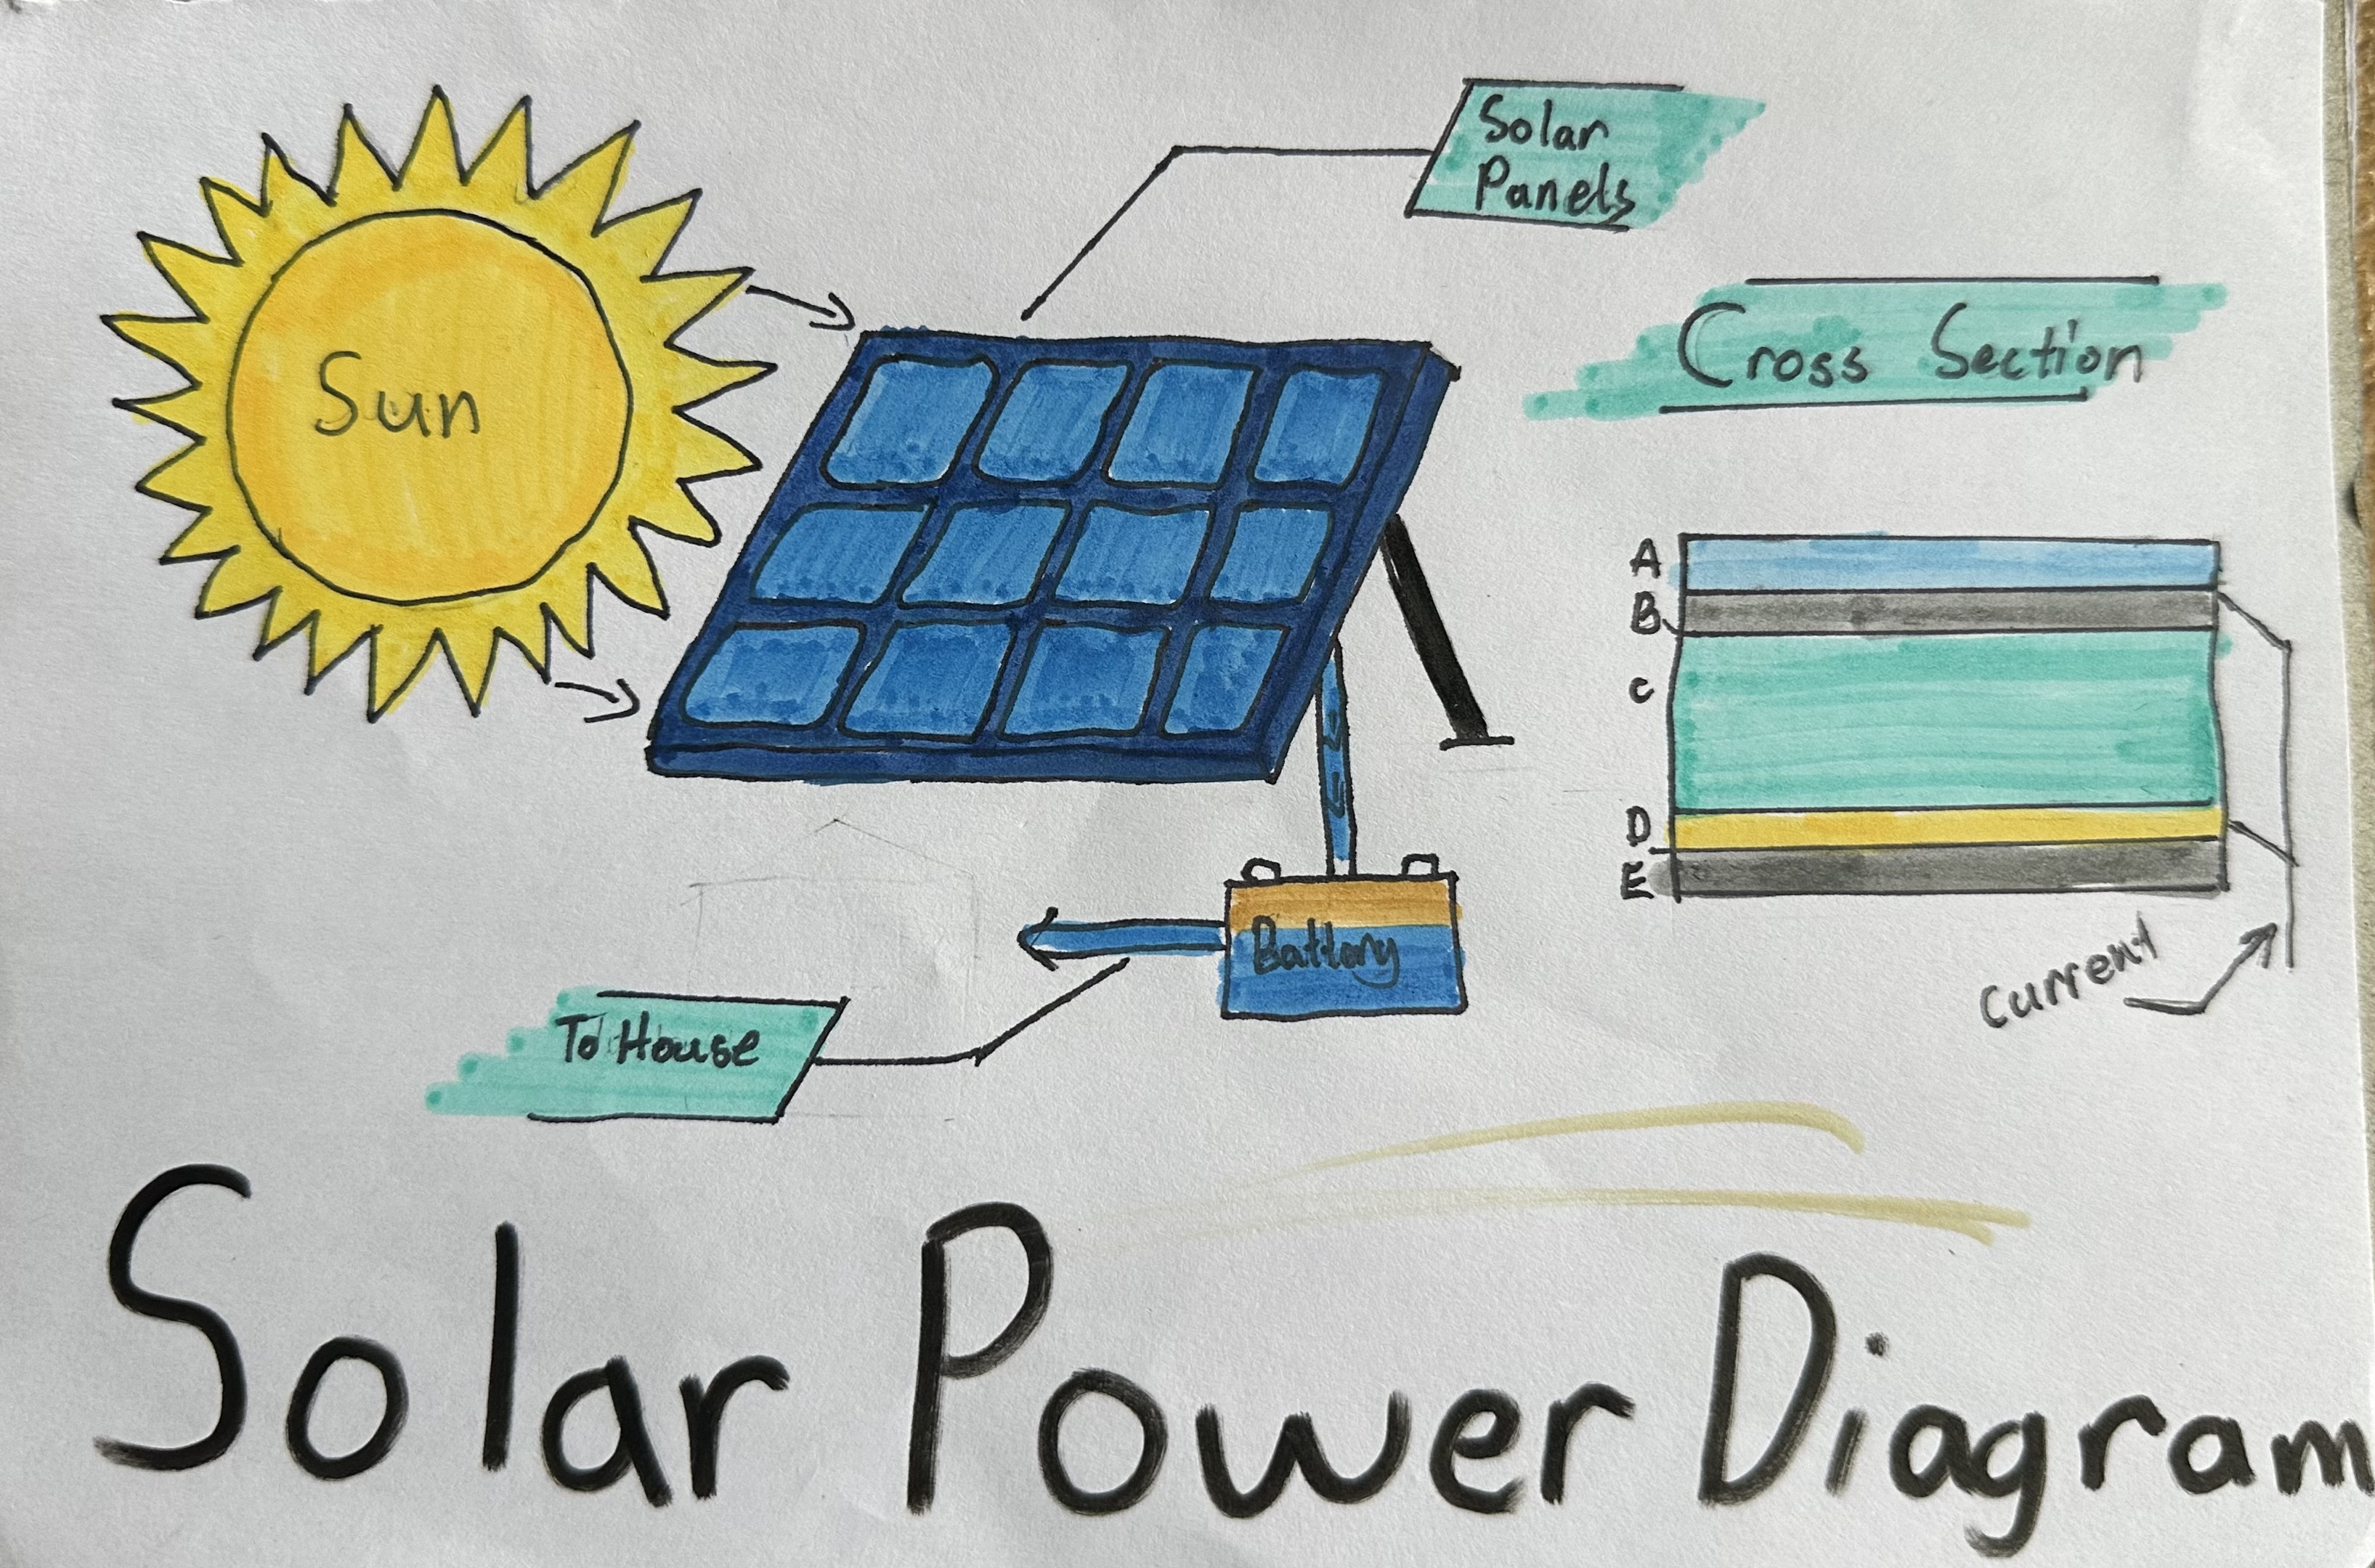 Solar
Panels
Sun
Cross Section
A
B
C
D
E
Battery
Current
To House
Solar Power Diagram